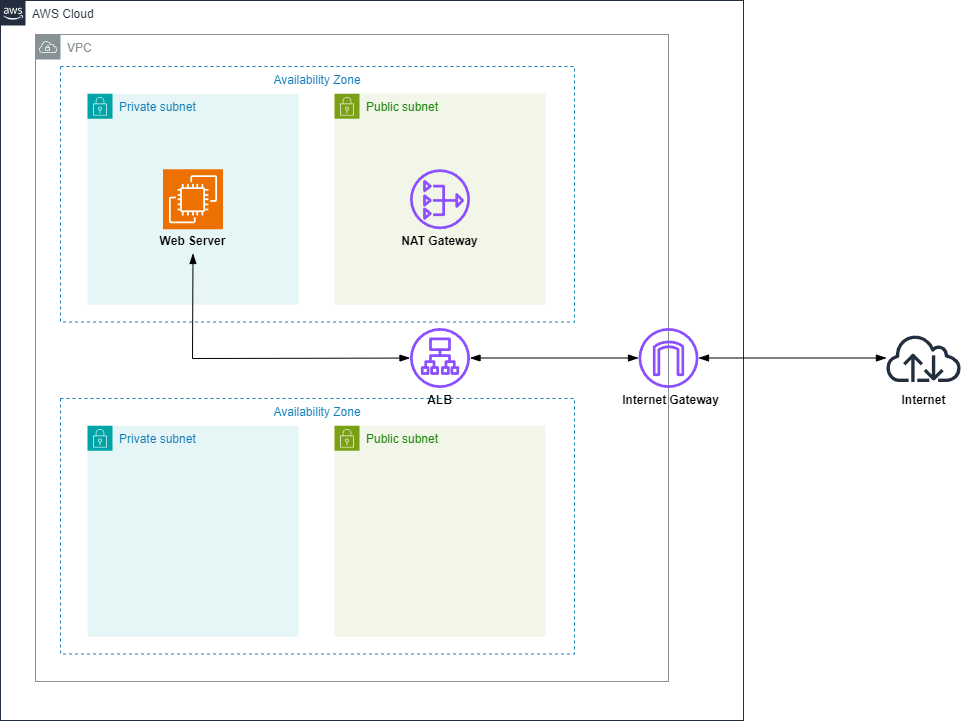 aws
AWS Cloud
VPC
Availability Zone
Private subnet
Public subnet
Web Server
NAT Gateway
ALB
Internet Gateway
Internet
Availability Zone
Private subnet
Public subnet